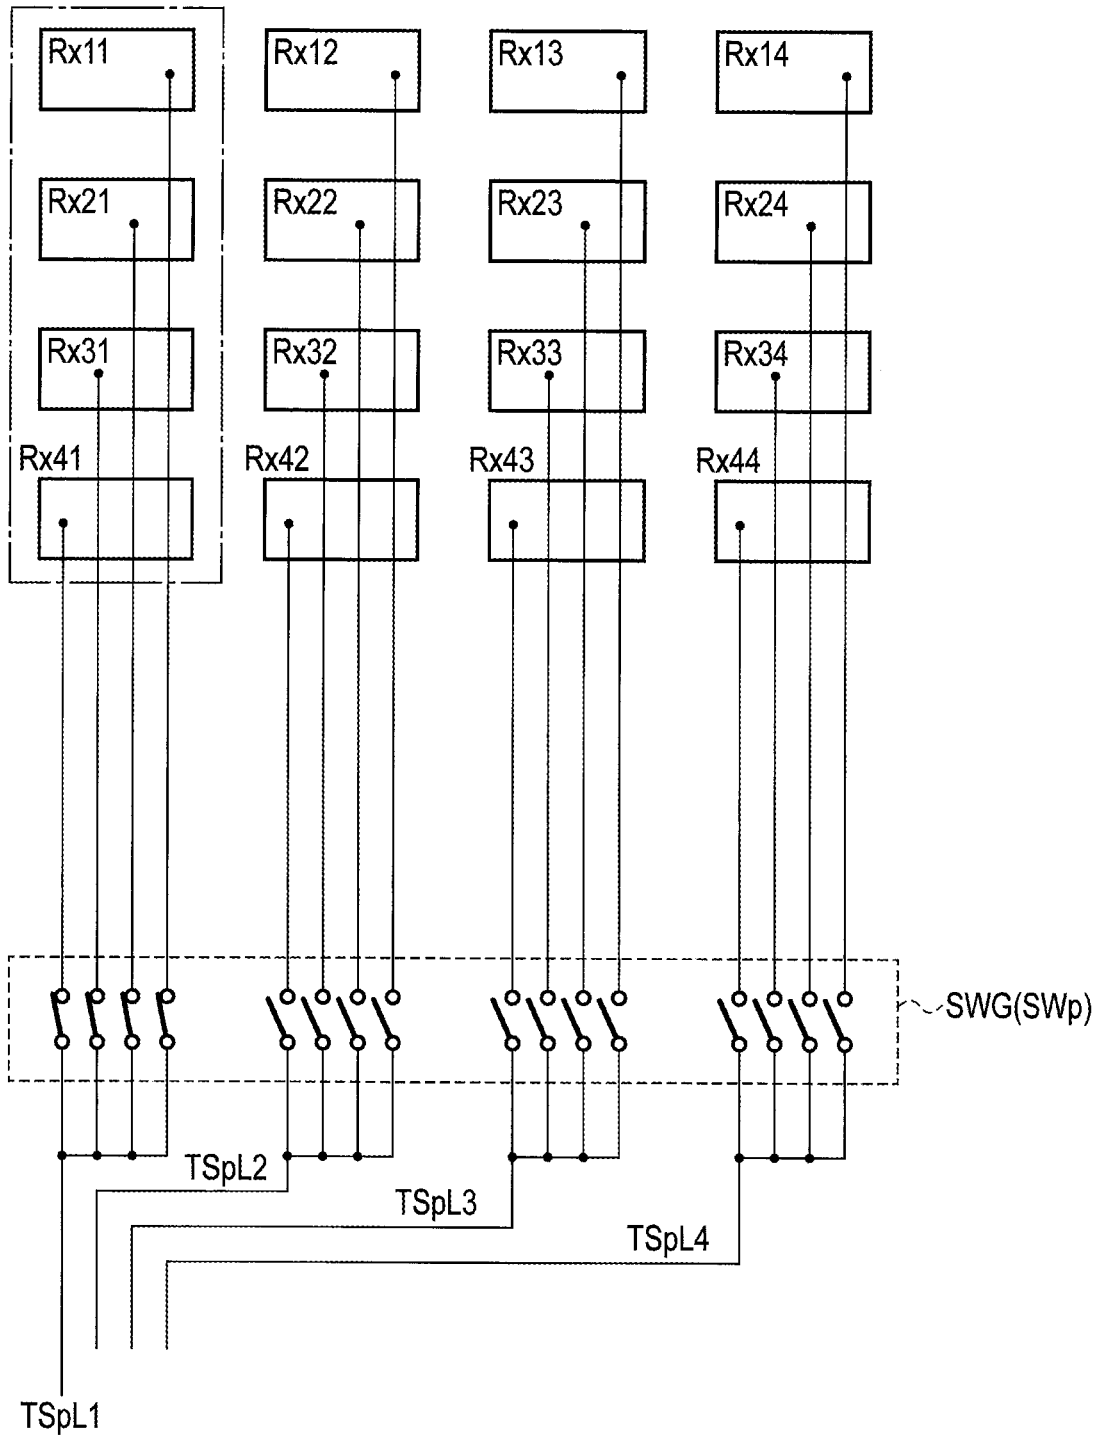 Rx11 Rx12 Rx13 Rx14
Rx21 Rx22 Rx23 Rx24
Rx31 Rx32 Rx33 Rx34
Rx41 Rx42 Rx43 Rx44
SWG(SWp)
TSpL2
TSpL3
TSpL4
TSpL1